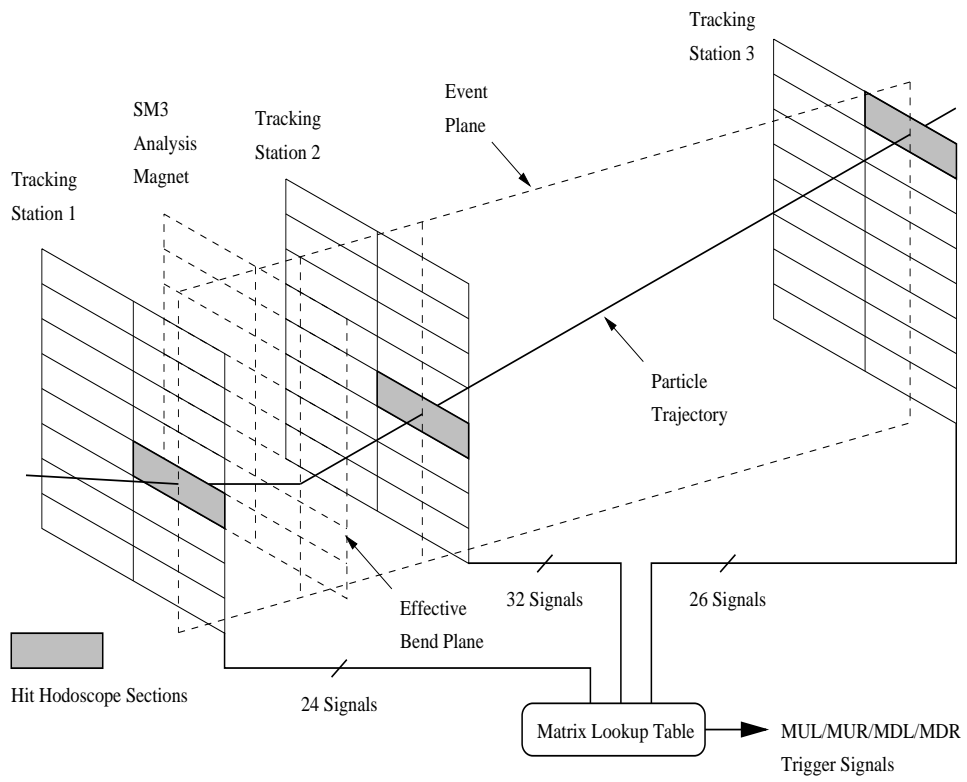 Tracking
Station 3
Event
Plane
SM3
Analysis
Magnet
Tracking
Station 2
Tracking
Station 1
Particle
Trajectory
Effective
Bend Plane
32 Signals
26 Signals
Hit Hodoscope Sections
24 Signals
Matrix Lookup Table
MUL/MUR/MDL/MDR
Trigger Signals